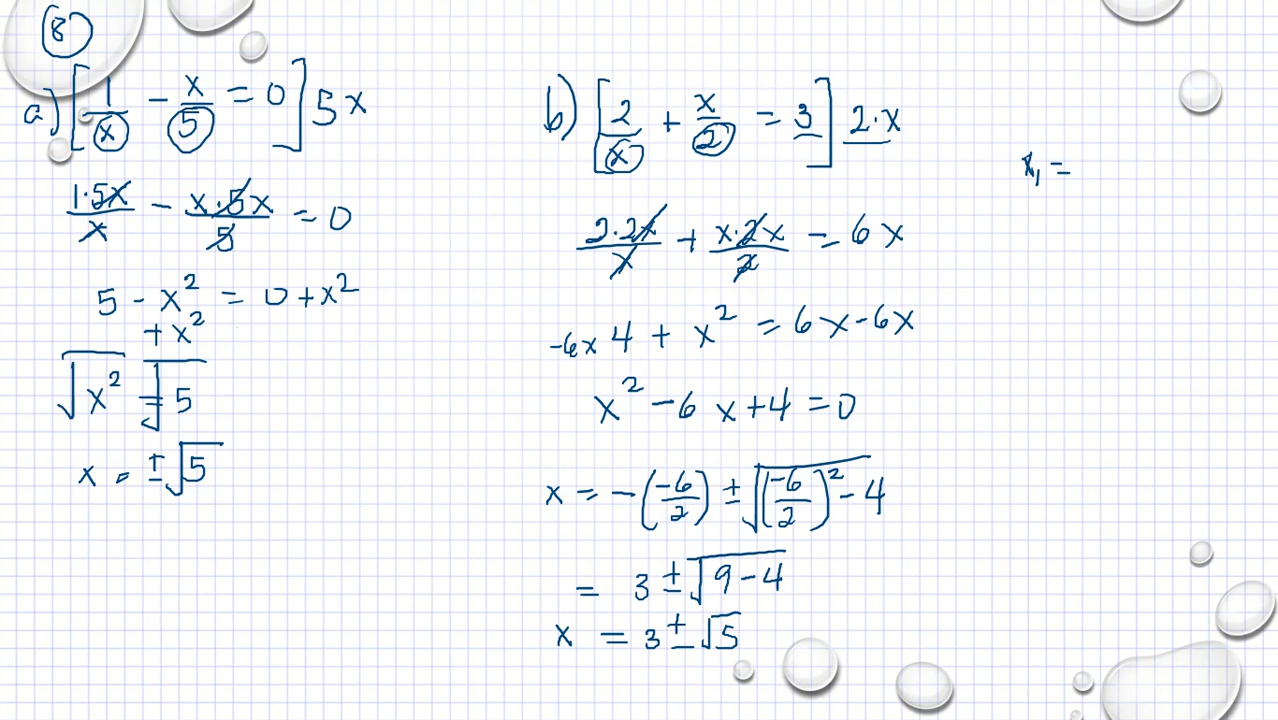 8
a) [1/x - x/5 = 0] 5x
1·5x/x - x·5x/5 = 0
5 - x² = 0 + x²
+ x²
√x² = √5
x = ±√5
b) [2/x + x/2 = 3] 2·x
2·2x/x + x·2x/2 = 6x
-6x 4 + x² = 6x - 6x
x² - 6x + 4 = 0
x = -(-6/2) ± √((-6/2)² - 4)
= 3 ± √(9 - 4)
x = 3 ± √5
x₁ =